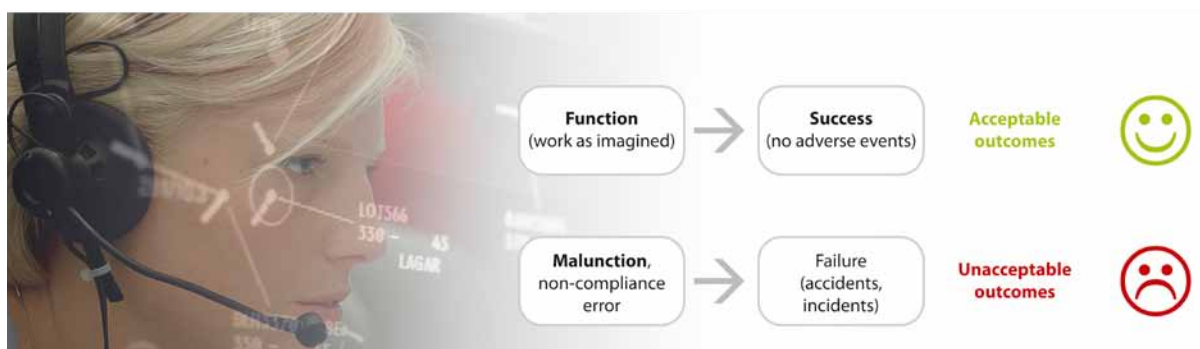 Function
(work as imagined)
Success
(no adverse events)
Acceptable
outcomes
LOT566
330 - 45
LAGAR
Malunction,
non-compliance
error
Failure
(accidents,
incidents)
Unacceptable
outcomes